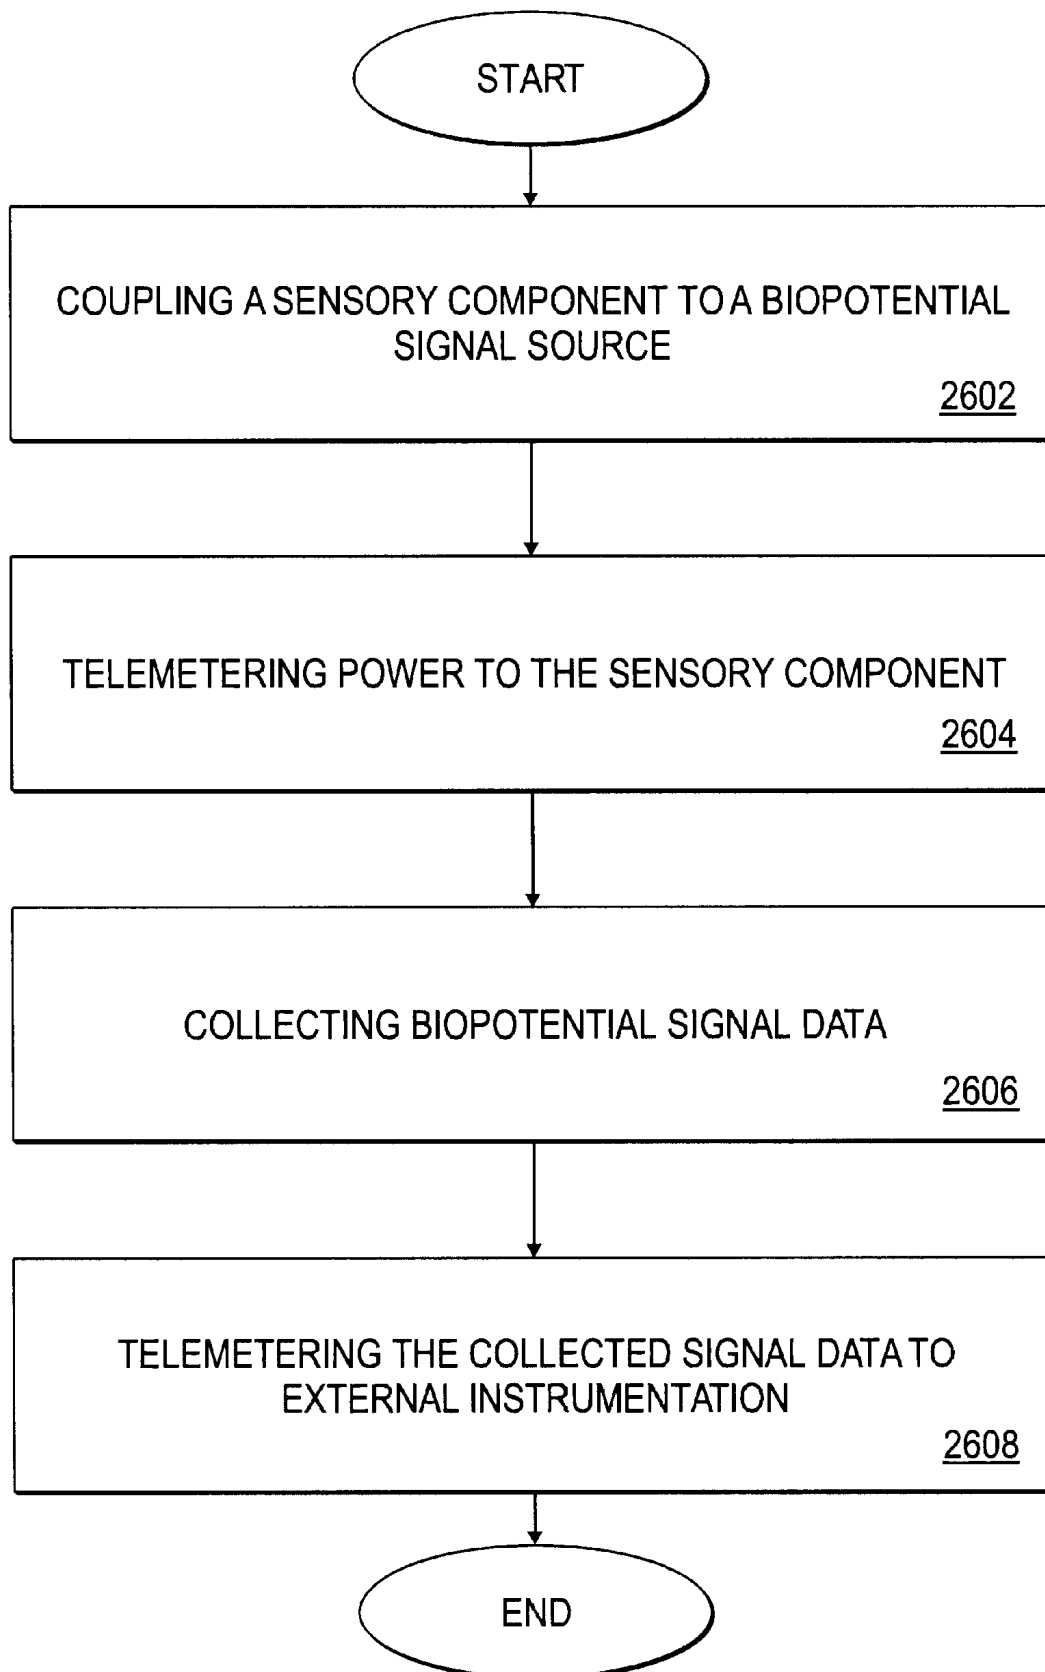 START
COUPLING A SENSORY COMPONENT TO A BIOPOTENTIAL
SIGNAL SOURCE
2602
TELEMETERING POWER TO THE SENSORY COMPONENT
2604
COLLECTING BIOPOTENTIAL SIGNAL DATA
2606
TELEMETERING THE COLLECTED SIGNAL DATA TO
EXTERNAL INSTRUMENTATION
2608
END